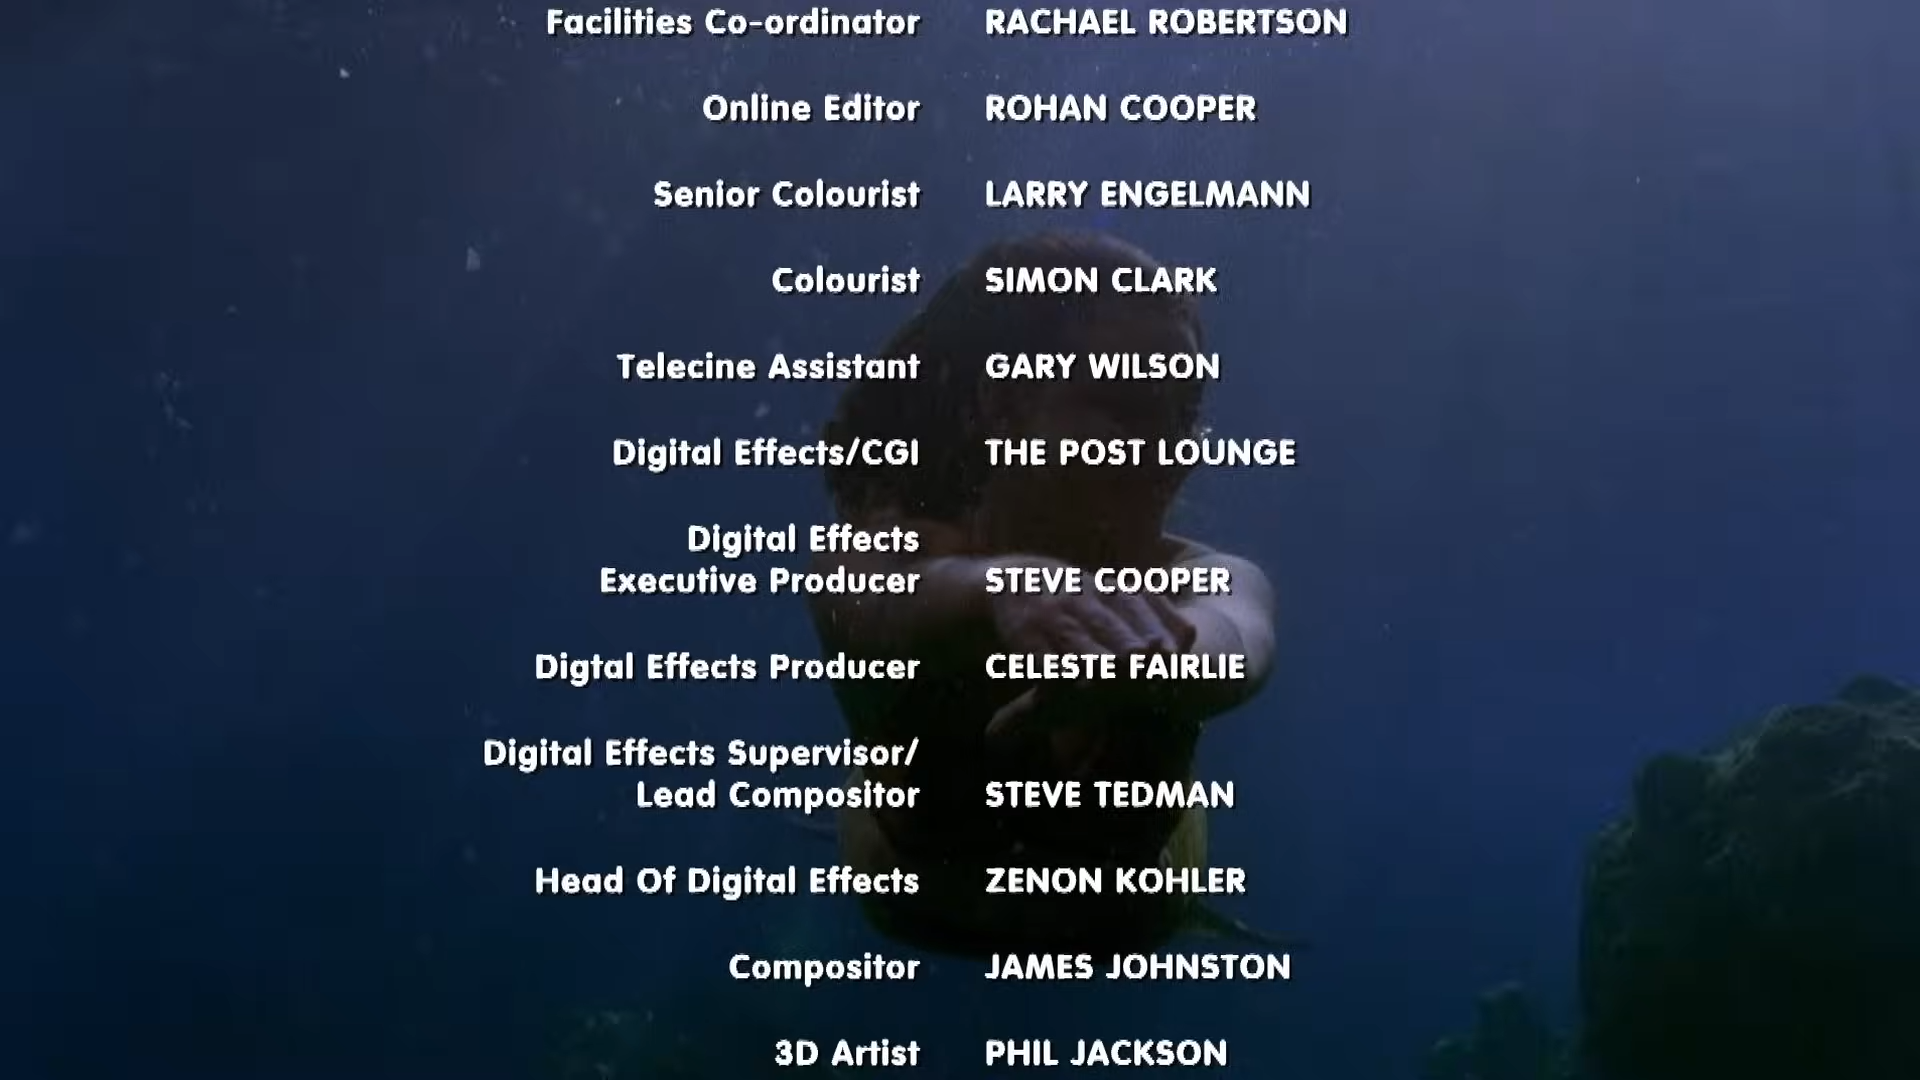 Facilities Co-ordinator RACHAEL ROBERTSON
Online Editor ROHAN COOPER
Senior Colourist LARRY ENGELMANN
Colourist SIMON CLARK
Telecine Assistant GARY WILSON
Digital Effects/CGI THE POST LOUNGE
Digital Effects
Executive Producer STEVE COOPER
Digtal Effects Producer CELESTE FAIRLIE
Digital Effects Supervisor/
Lead Compositor STEVE TEDMAN
Head Of Digital Effects ZENON KOHLER
Compositor JAMES JOHNSTON
3D Artist PHIL JACKSON